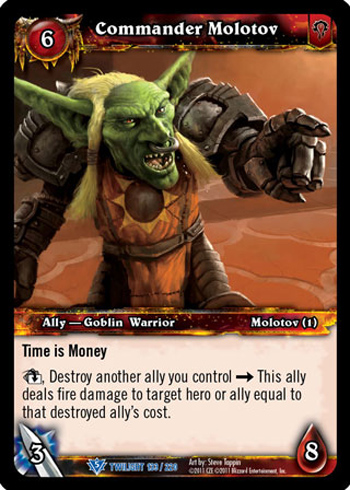 6
Commander Molotov
Ally — Goblin Warrior
Molotov (1)
Time is Money
, Destroy another ally you control ➞ This ally
deals fire damage to target hero or ally equal to
that destroyed ally's cost.
3
Art by: Steve Tappin
TWILIGHT 183 / 220
©2011 CZE ©2011 Blizzard Entertainment, Inc.
8